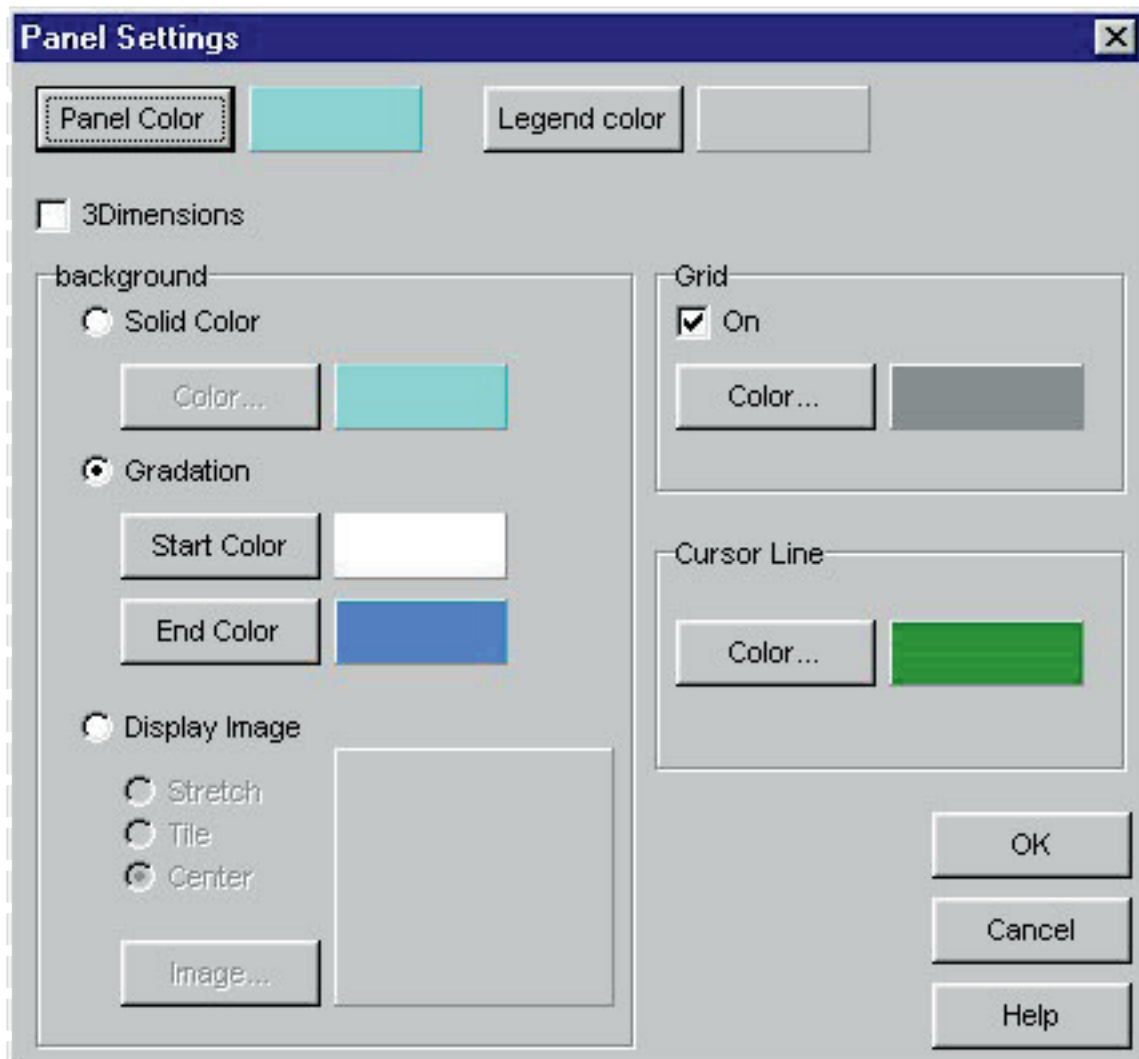 Panel Settings
Panel Color Legend color
3Dimensions
background
Solid Color
Color...
Gradation
Start Color
End Color
Display Image
Stretch
Tile
Center
Image...
Grid
On
Color...
Cursor Line
Color...
OK
Cancel
Help